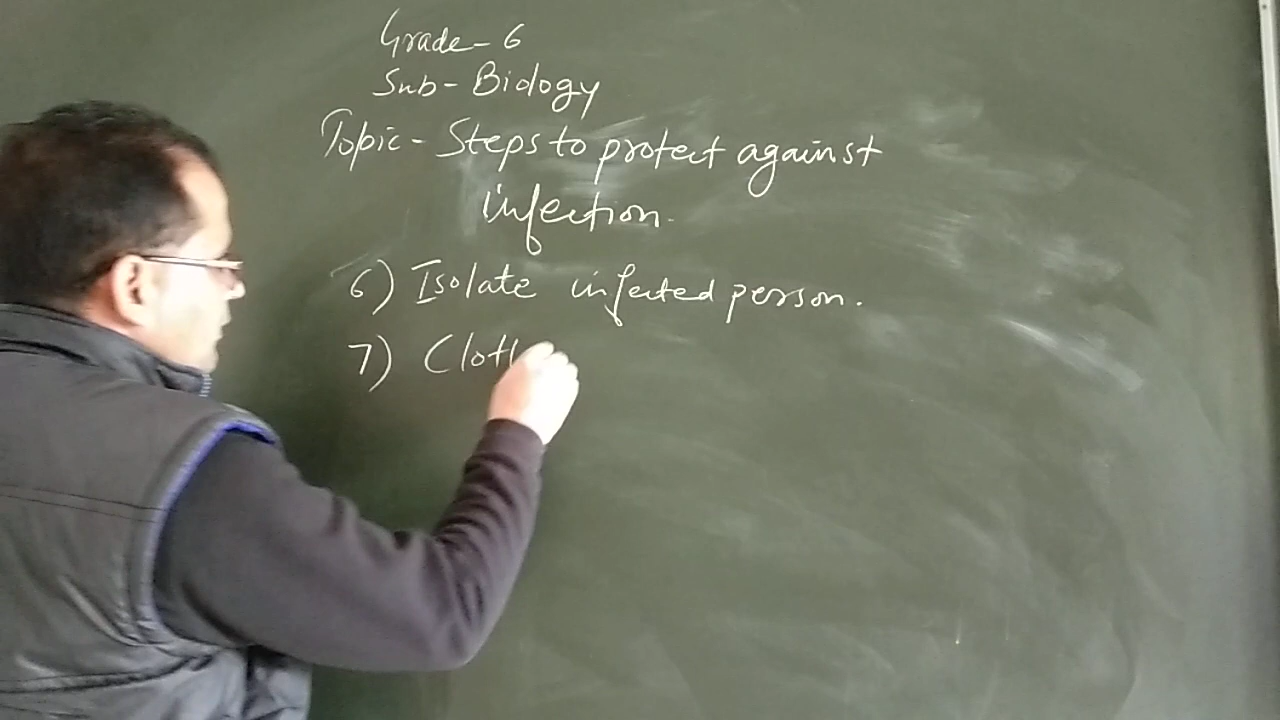 Grade - 6
Sub - Biology
Topic - Steps to protect against
infection.
6) Isolate infected person.
7) Cloth